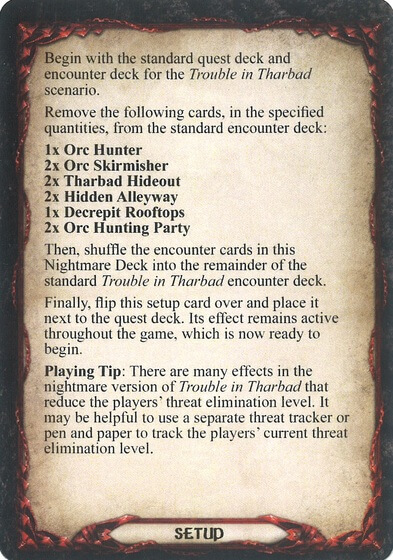 Begin with the standard quest deck and
encounter deck for the Trouble in Tharbad
scenario.
Remove the following cards, in the specified
quantities, from the standard encounter deck:
1x Orc Hunter
2x Orc Skirmisher
2x Tharbad Hideout
2x Hidden Alleyway
1x Decrepit Rooftops
2x Orc Hunting Party
Then, shuffle the encounter cards in this
Nightmare Deck into the remainder of the
standard Trouble in Tharbad encounter deck.
Finally, flip this setup card over and place it
next to the quest deck. Its effect remains active
throughout the game, which is now ready to
begin.
Playing Tip: There are many effects in the
nightmare version of Trouble in Tharbad that
reduce the players' threat elimination level. It
may be helpful to use a separate threat tracker or
pen and paper to track the players' current threat
elimination level.
SETUP